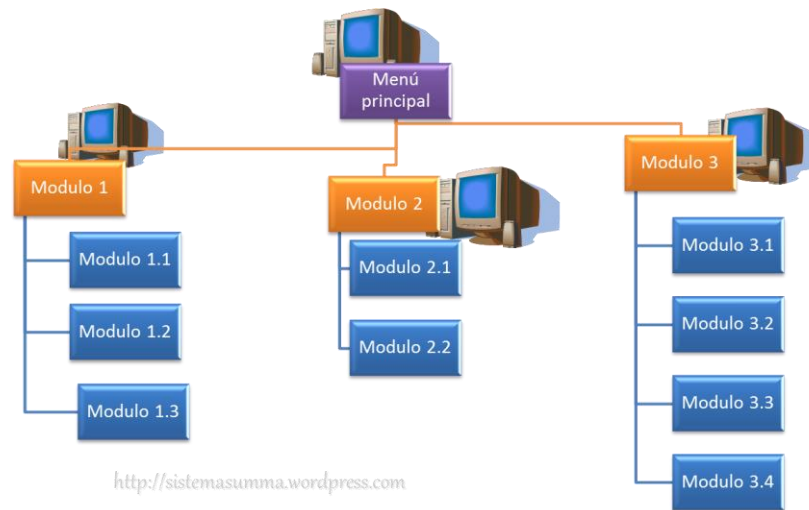 Menú
principal
Modulo 1
Modulo 1.1
Modulo 1.2
Modulo 1.3
Modulo 2
Modulo 2.1
Modulo 2.2
Modulo 3
Modulo 3.1
Modulo 3.2
Modulo 3.3
Modulo 3.4
http://sistemasumma.wordpress.com